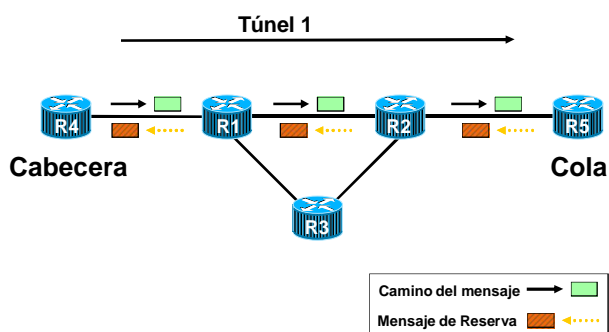 Túnel 1
R4
R1
R2
R5
Cabecera
Cola
R3
Camino del mensaje
Mensaje de Reserva